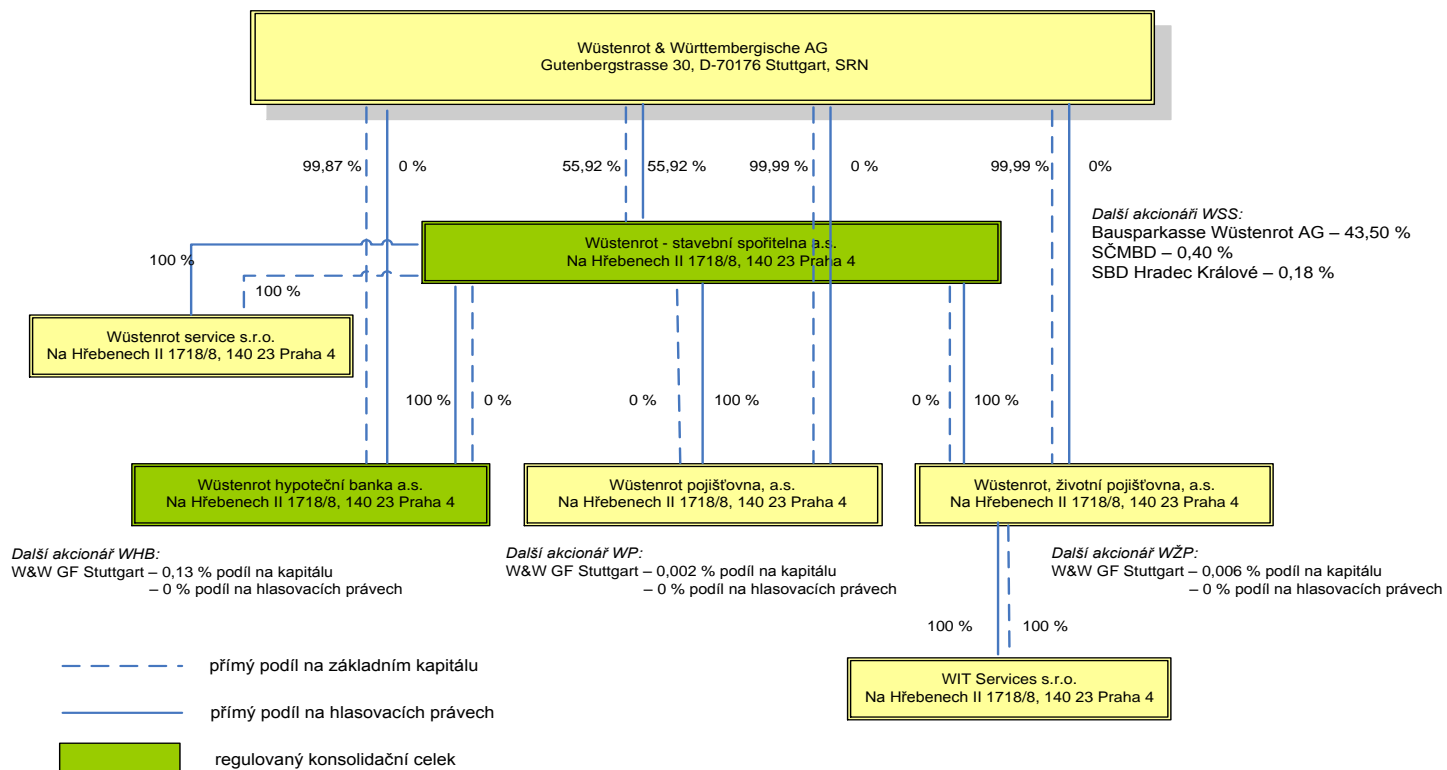 Wüstenrot & Württembergische AG
Gutenbergstrasse 30, D-70176 Stuttgart, SRN
99,87 %
0 %
55,92 %
55,92 %
99,99 %
0 %
99,99 %
0%
Další akcionáři WSS:
Bausparkasse Wüstenrot AG – 43,50 %
SČMBD – 0,40 %
SBD Hradec Králové – 0,18 %
Wüstenrot - stavební spořitelna a.s.
Na Hřebenech II 1718/8, 140 23 Praha 4
100 %
100 %
Wüstenrot service s.r.o.
Na Hřebenech II 1718/8, 140 23 Praha 4
100 %
0 %
0 %
100 %
0 %
100 %
Wüstenrot hypoteční banka a.s.
Na Hřebenech II 1718/8, 140 23 Praha 4
Wüstenrot pojišťovna, a.s.
Na Hřebenech II 1718/8, 140 23 Praha 4
Wüstenrot, životní pojišťovna, a.s.
Na Hřebenech II 1718/8, 140 23 Praha 4
Další akcionář WHB:
W&W GF Stuttgart – 0,13 % podíl na kapitálu
– 0 % podíl na hlasovacích právech
Další akcionář WP:
W&W GF Stuttgart – 0,002 % podíl na kapitálu
– 0 % podíl na hlasovacích právech
Další akcionář WŽP:
W&W GF Stuttgart – 0,006 % podíl na kapitálu
– 0 % podíl na hlasovacích právech
100 %
100 %
WIT Services s.r.o.
Na Hřebenech II 1718/8, 140 23 Praha 4
přímý podíl na základním kapitálu
přímý podíl na hlasovacích právech
regulovaný konsolidační celek